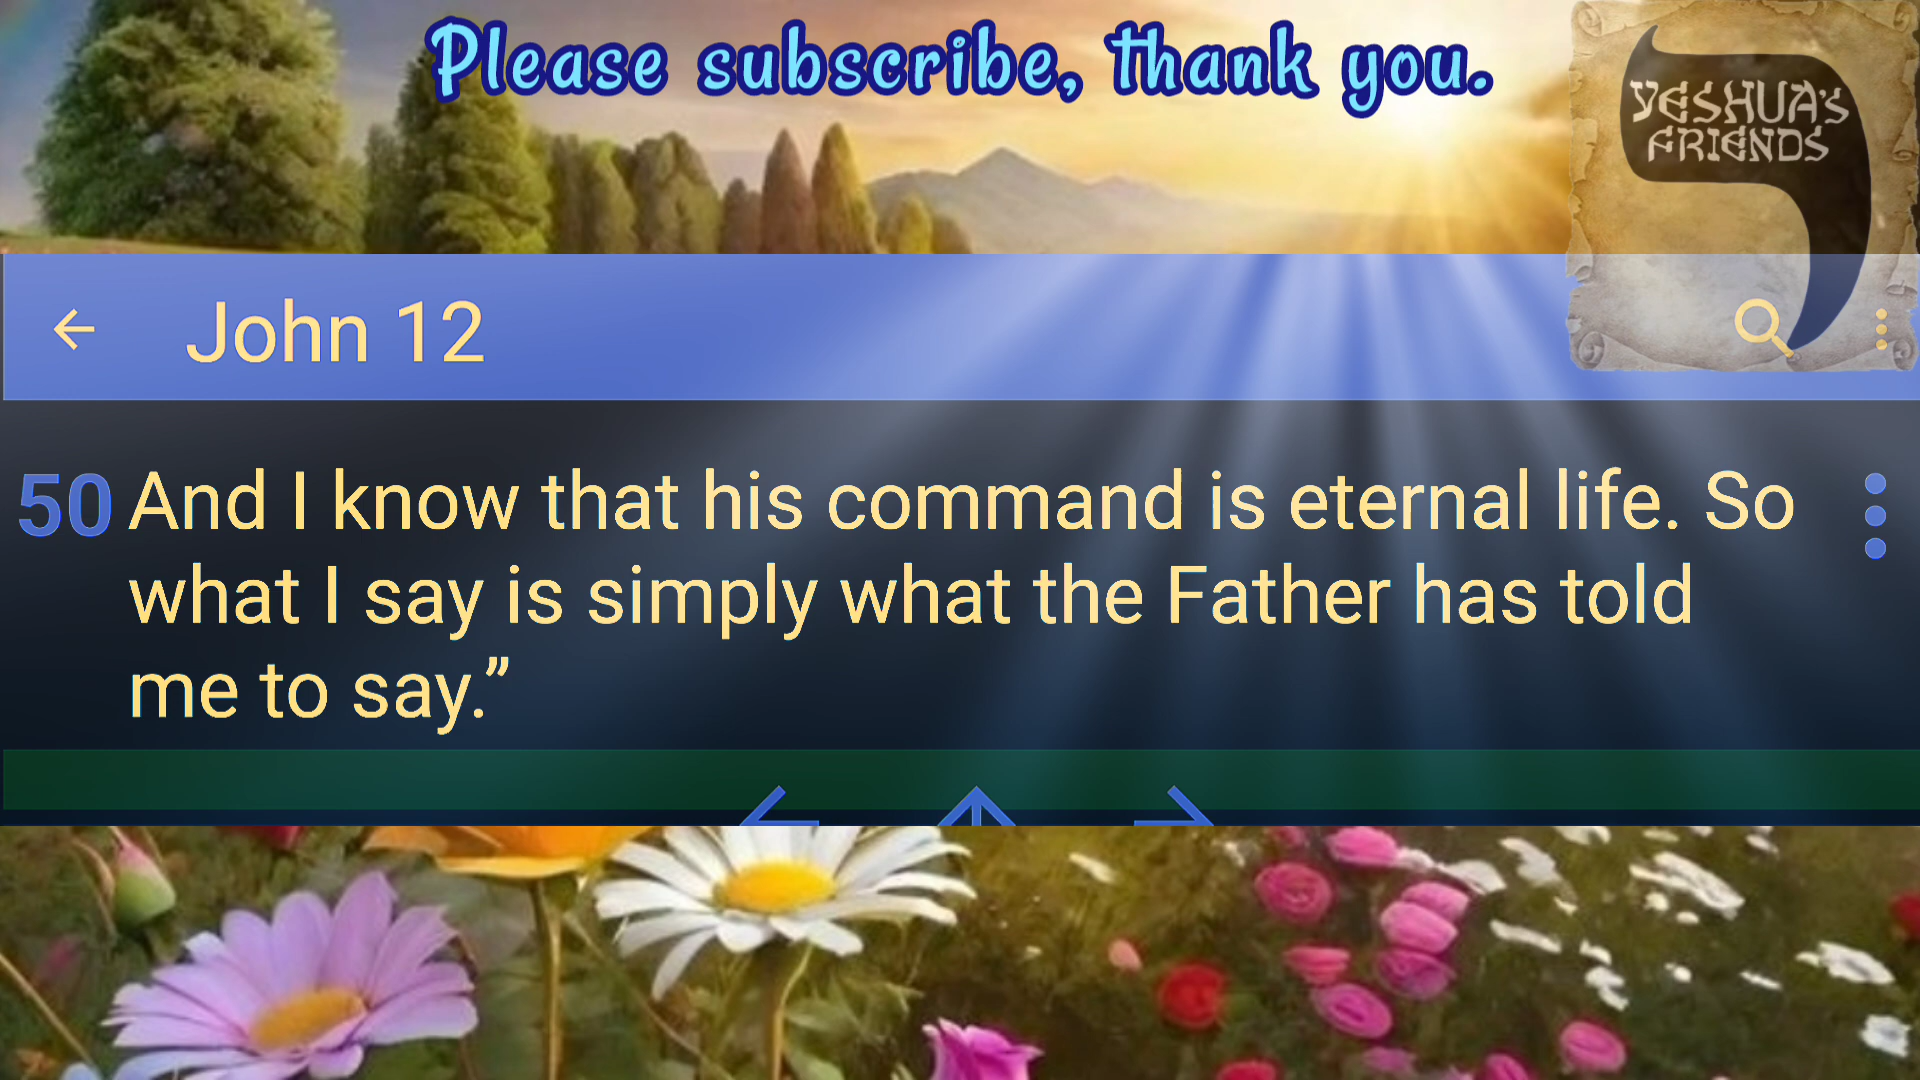 Please subscribe, thank you.
YESHUA'S
FRIENDS
John 12
50 And I know that his command is eternal life. So
what I say is simply what the Father has told
me to say.”